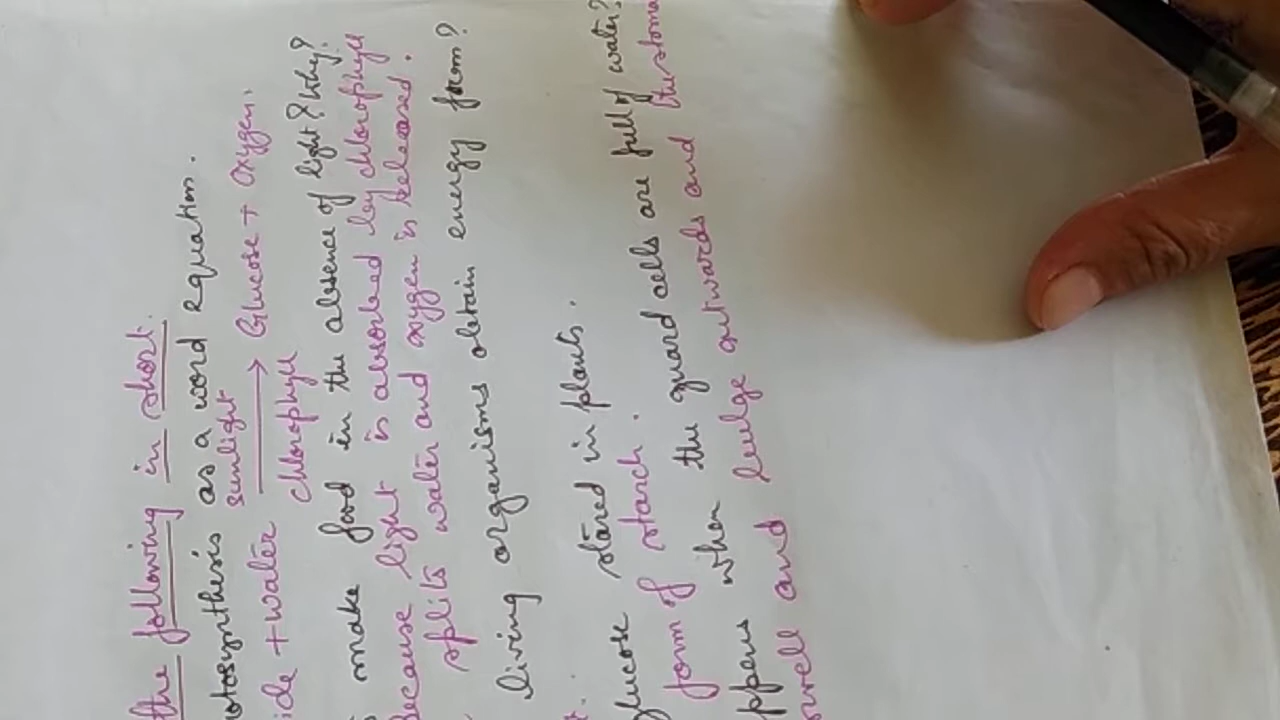 the following in short.
otosynthesis as a word equation.
sunlight
ide + water → Glucose + oxygen.
chlorophyll
make food in the absence of light? Why?
Because light is absorbed by chlorophyll
splits water and oxygen is released.
living organisms obtain energy from?
t.
glucose stored in plants.
form of starch.
ppens when the guard cells are full of water?
swell and bulge outwards and the stoma